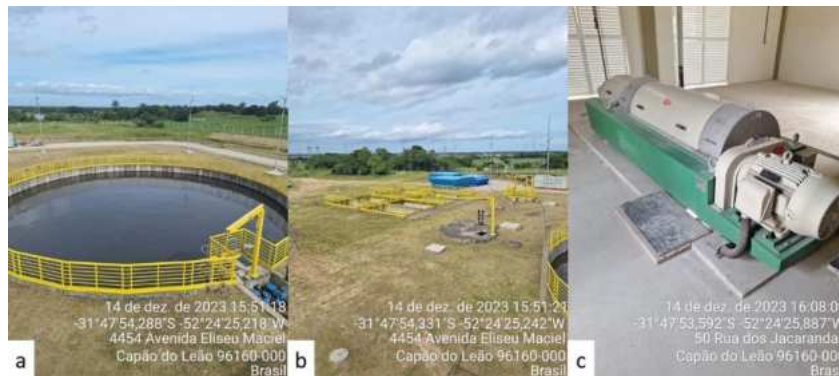 14 de dez. de 2023 15:51:18
-31°47'54,288"S -52°24'25,218"W
4454 Avenida Eliseu Maciel
Capão do Leão 96160-000
Brasil
a
14 de dez. de 2023 15:51:2
-31°47'54,331"S -52°24'25,242"W
4454 Avenida Eliseu Maciel
Capão do Leão 96160-000
Brasil
b
14 de dez. de 2023 16:08:0
-31°47'53,592"S -52°24'25,887"
50 Rua dos Jacaranda
Capão do Leão 96160-000
Brasil
c